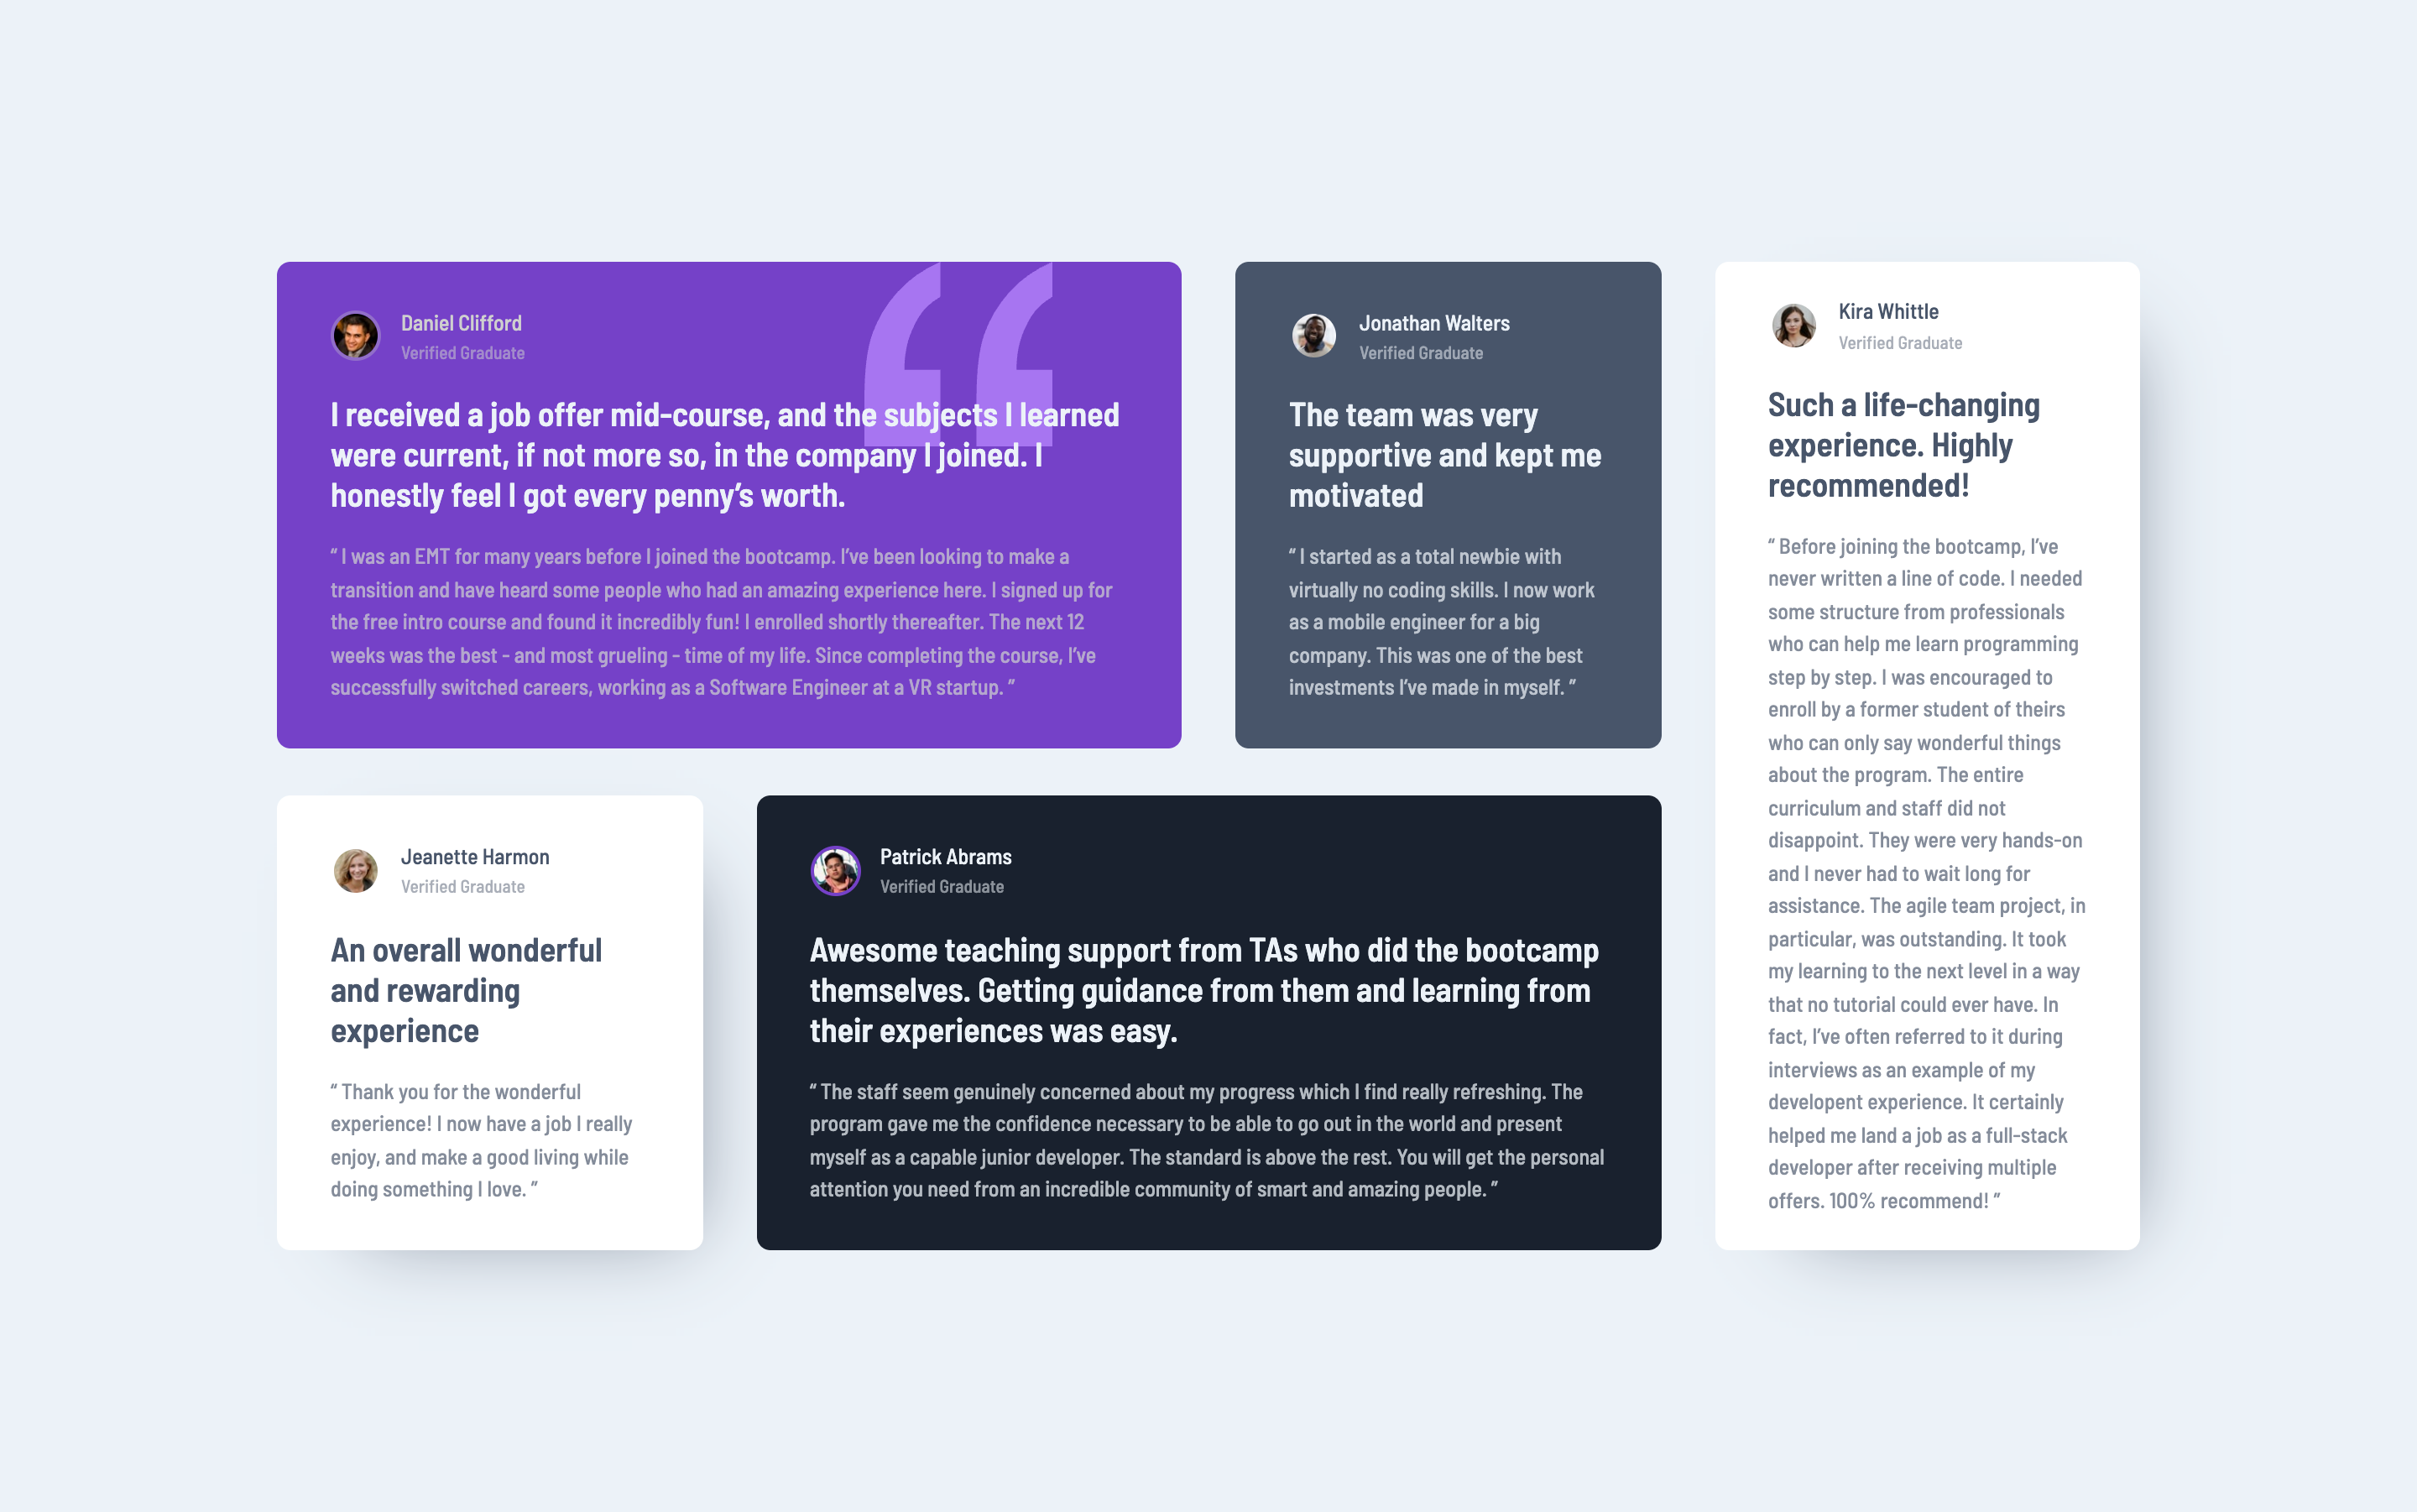 Daniel Clifford
Verified Graduate
I received a job offer mid-course, and the subjects I learned
were current, if not more so, in the company I joined. I
honestly feel I got every penny’s worth.
“ I was an EMT for many years before I joined the bootcamp. I’ve been looking to make a
transition and have heard some people who had an amazing experience here. I signed up for
the free intro course and found it incredibly fun! I enrolled shortly thereafter. The next 12
weeks was the best - and most grueling - time of my life. Since completing the course, I’ve
successfully switched careers, working as a Software Engineer at a VR startup. ”
Jonathan Walters
Verified Graduate
The team was very
supportive and kept me
motivated
“ I started as a total newbie with
virtually no coding skills. I now work
as a mobile engineer for a big
company. This was one of the best
investments I’ve made in myself. ”
Kira Whittle
Verified Graduate
Such a life-changing
experience. Highly
recommended!
“ Before joining the bootcamp, I’ve
never written a line of code. I needed
some structure from professionals
who can help me learn programming
step by step. I was encouraged to
enroll by a former student of theirs
who can only say wonderful things
about the program. The entire
curriculum and staff did not
disappoint. They were very hands-on
and I never had to wait long for
assistance. The agile team project, in
particular, was outstanding. It took
my learning to the next level in a way
that no tutorial could ever have. In
fact, I’ve often referred to it during
interviews as an example of my
developent experience. It certainly
helped me land a job as a full-stack
developer after receiving multiple
offers. 100% recommend! ”
Jeanette Harmon
Verified Graduate
An overall wonderful
and rewarding
experience
“ Thank you for the wonderful
experience! I now have a job I really
enjoy, and make a good living while
doing something I love. ”
Patrick Abrams
Verified Graduate
Awesome teaching support from TAs who did the bootcamp
themselves. Getting guidance from them and learning from
their experiences was easy.
“ The staff seem genuinely concerned about my progress which I find really refreshing. The
program gave me the confidence necessary to be able to go out in the world and present
myself as a capable junior developer. The standard is above the rest. You will get the personal
attention you need from an incredible community of smart and amazing people. ”